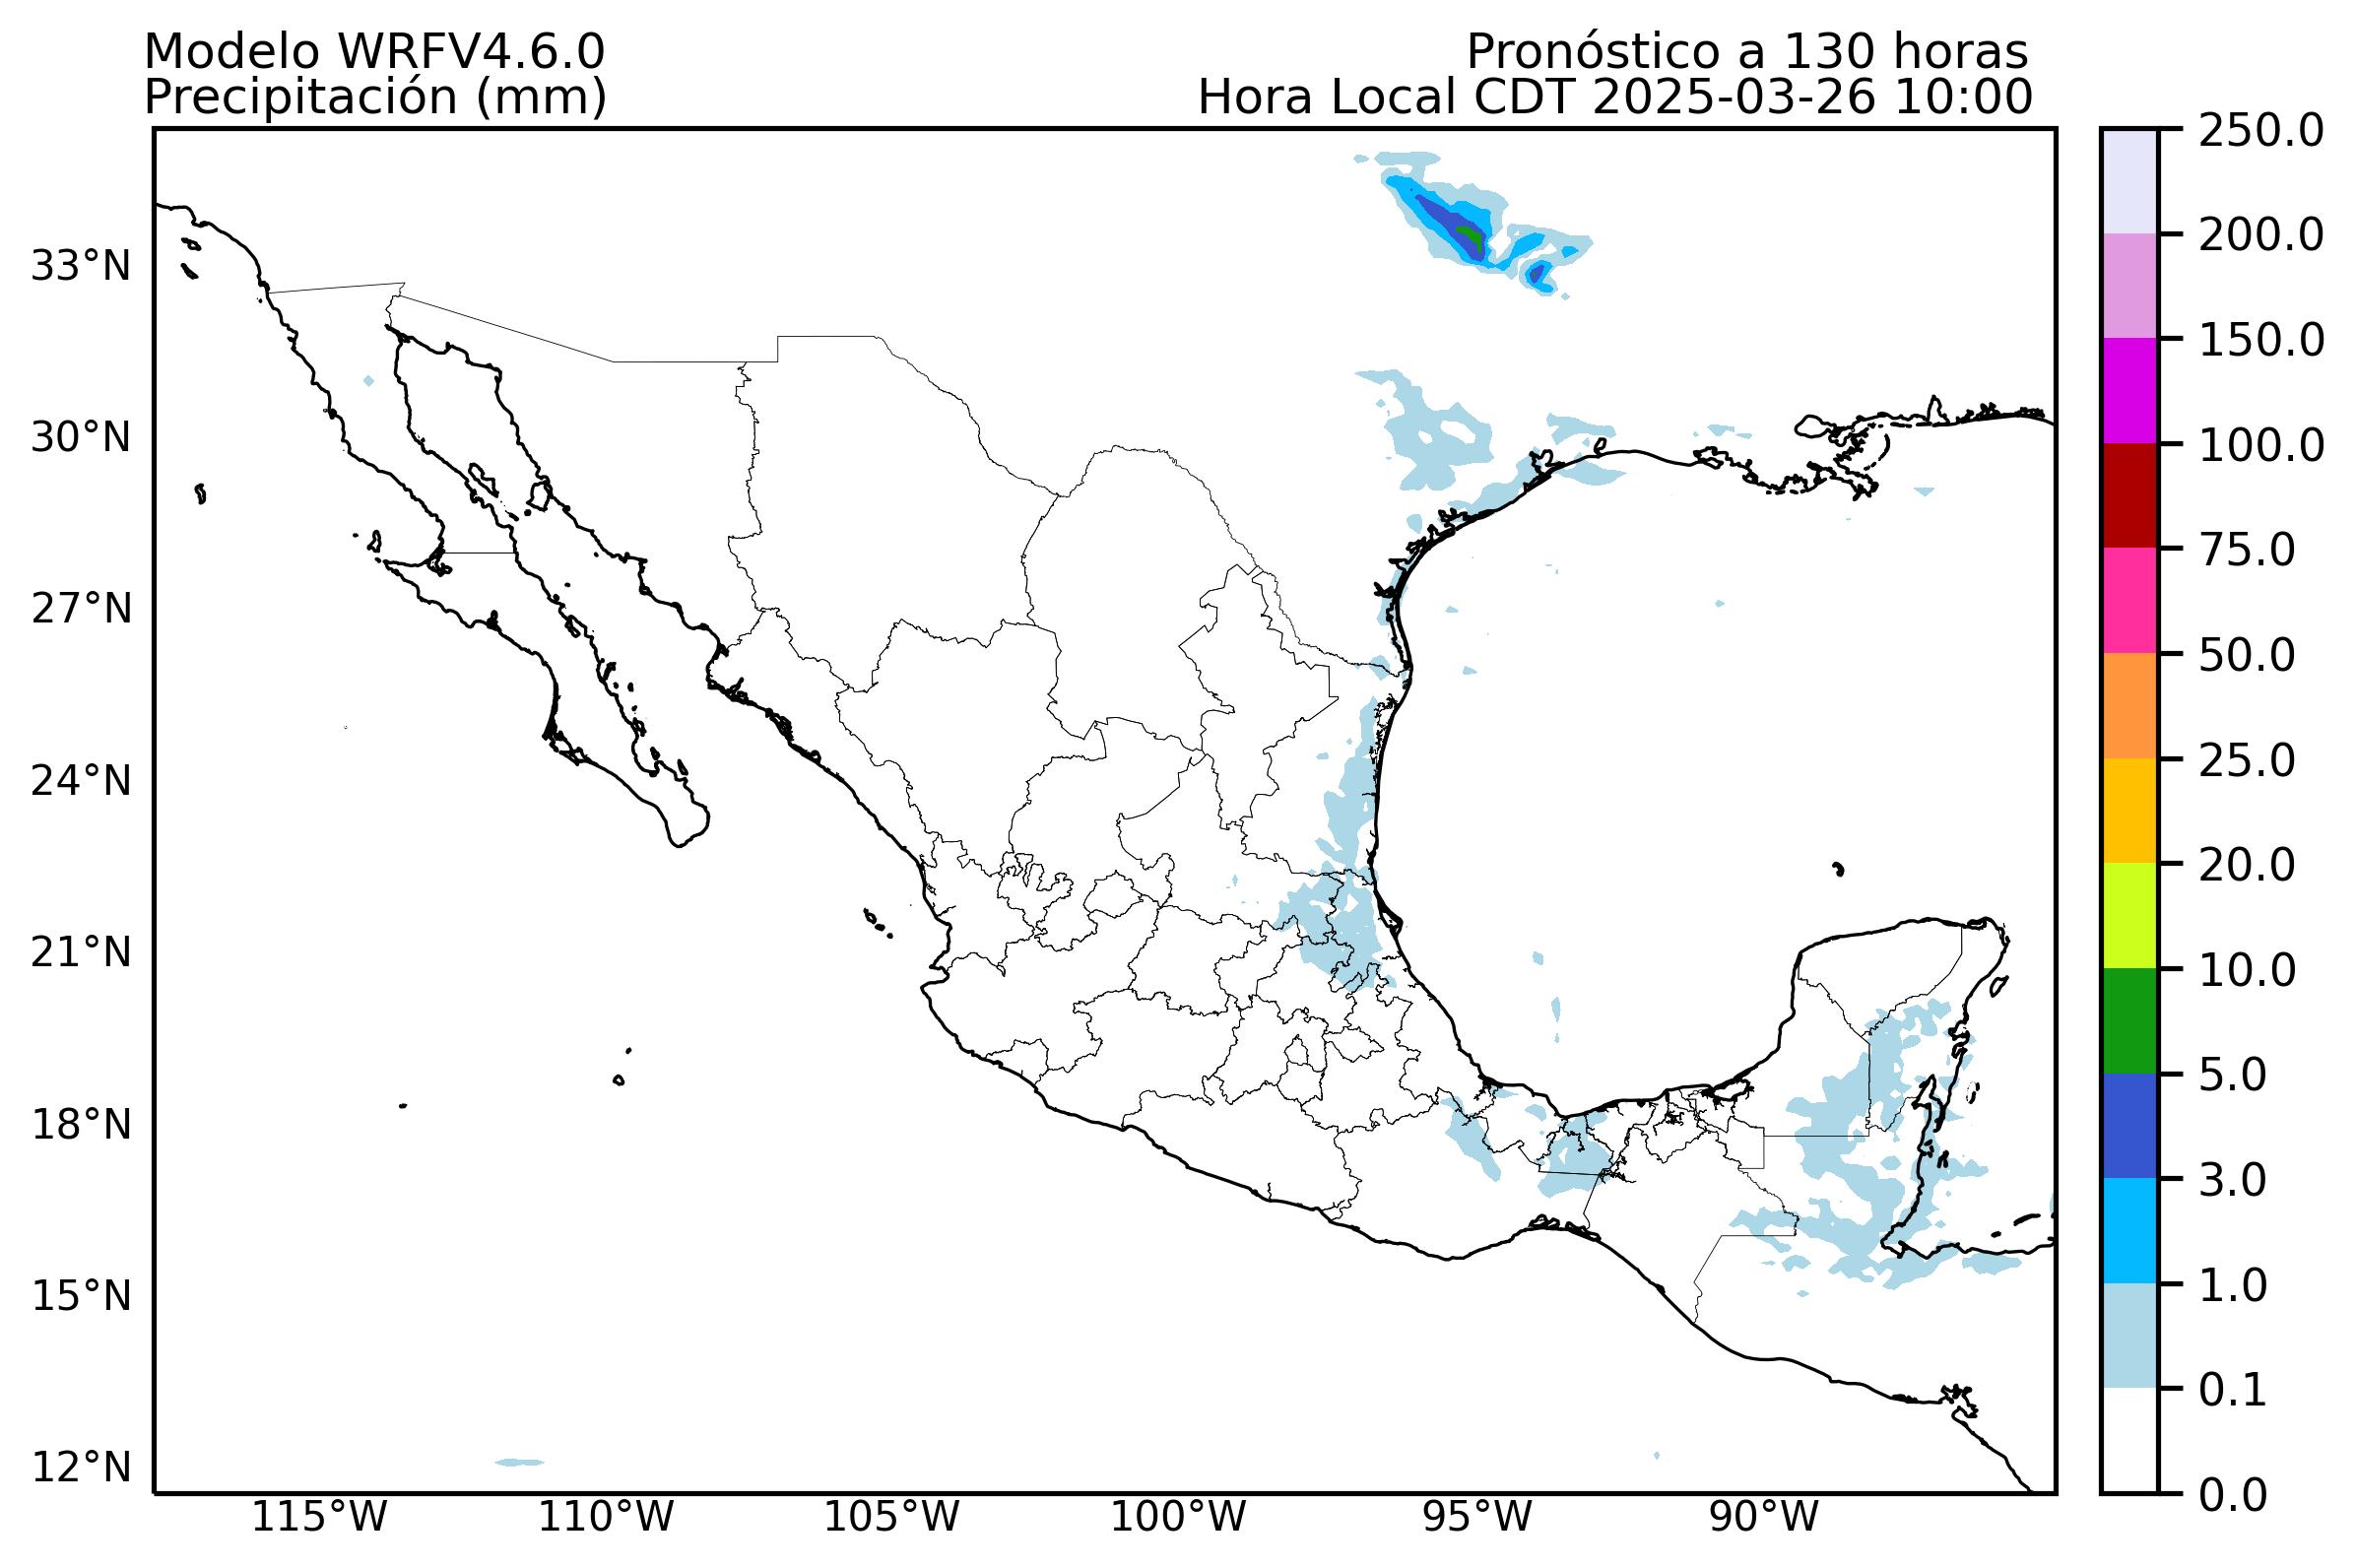 Modelo WRFV4.6.0
Pronóstico a 130 horas
Precipitación (mm)
Hora Local CDT 2025-03-26 10:00
33°N
30°N
27°N
24°N
21°N
18°N
15°N
12°N
115°W
110°W
105°W
100°W
95°W
90°W
250.0
200.0
150.0
100.0
75.0
50.0
25.0
20.0
10.0
5.0
3.0
1.0
0.1
0.0